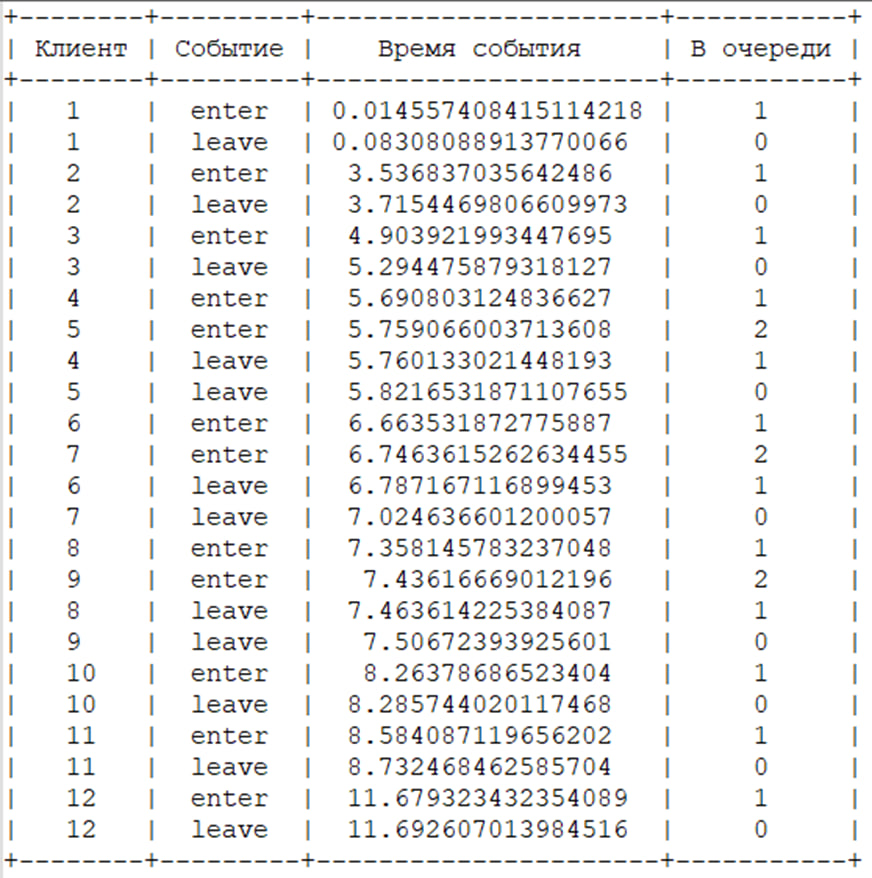 +--------+---------+----------------------+-----------+
| Клиент | Событие |    Время события     | В очереди |
+--------+---------+----------------------+-----------+
|   1    |  enter  | 0.014557408415114218 |     1     |
|   1    |  leave  | 0.08308088913770066  |     0     |
|   2    |  enter  |  3.536837035642486   |     1     |
|   2    |  leave  |  3.7154469806609973  |     0     |
|   3    |  enter  |  4.903921993447695   |     1     |
|   3    |  leave  |  5.294475879318127   |     0     |
|   4    |  enter  |  5.690803124836627   |     1     |
|   5    |  enter  |  5.759066003713608   |     2     |
|   4    |  leave  |  5.760133021448193   |     1     |
|   5    |  leave  |  5.8216531871107655  |     0     |
|   6    |  enter  |  6.663531872775887   |     1     |
|   7    |  enter  |  6.7463615262634455  |     2     |
|   6    |  leave  |  6.787167116899453   |     1     |
|   7    |  leave  |  7.024636601200057   |     0     |
|   8    |  enter  |  7.358145783237048   |     1     |
|   9    |  enter  |   7.43616669012196   |     2     |
|   8    |  leave  |  7.463614225384087   |     1     |
|   9    |  leave  |   7.50672393925601   |     0     |
|   10   |  enter  |   8.26378686523404   |     1     |
|   10   |  leave  |  8.285744020117468   |     0     |
|   11   |  enter  |  8.584087119656202   |     1     |
|   11   |  leave  |  8.732468462585704   |     0     |
|   12   |  enter  |  11.679323432354089  |     1     |
|   12   |  leave  |  11.692607013984516  |     0     |
+--------+---------+----------------------+-----------+